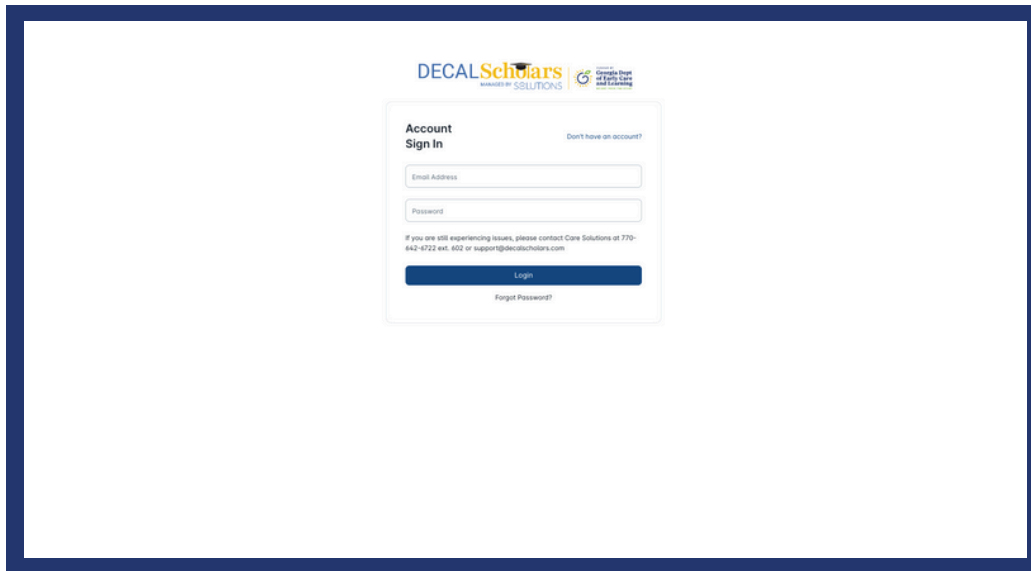 DECALScholars
MANAGED BY SOLUTIONS
Georgia Dept
of Early Care
and Learning
Account
Sign In
Don't have an account?
Email Address
Password
If you are still experiencing issues, please contact Care Solutions at 770-
642-6722 ext. 602 or support@decalscholars.com
Login
Forgot Password?